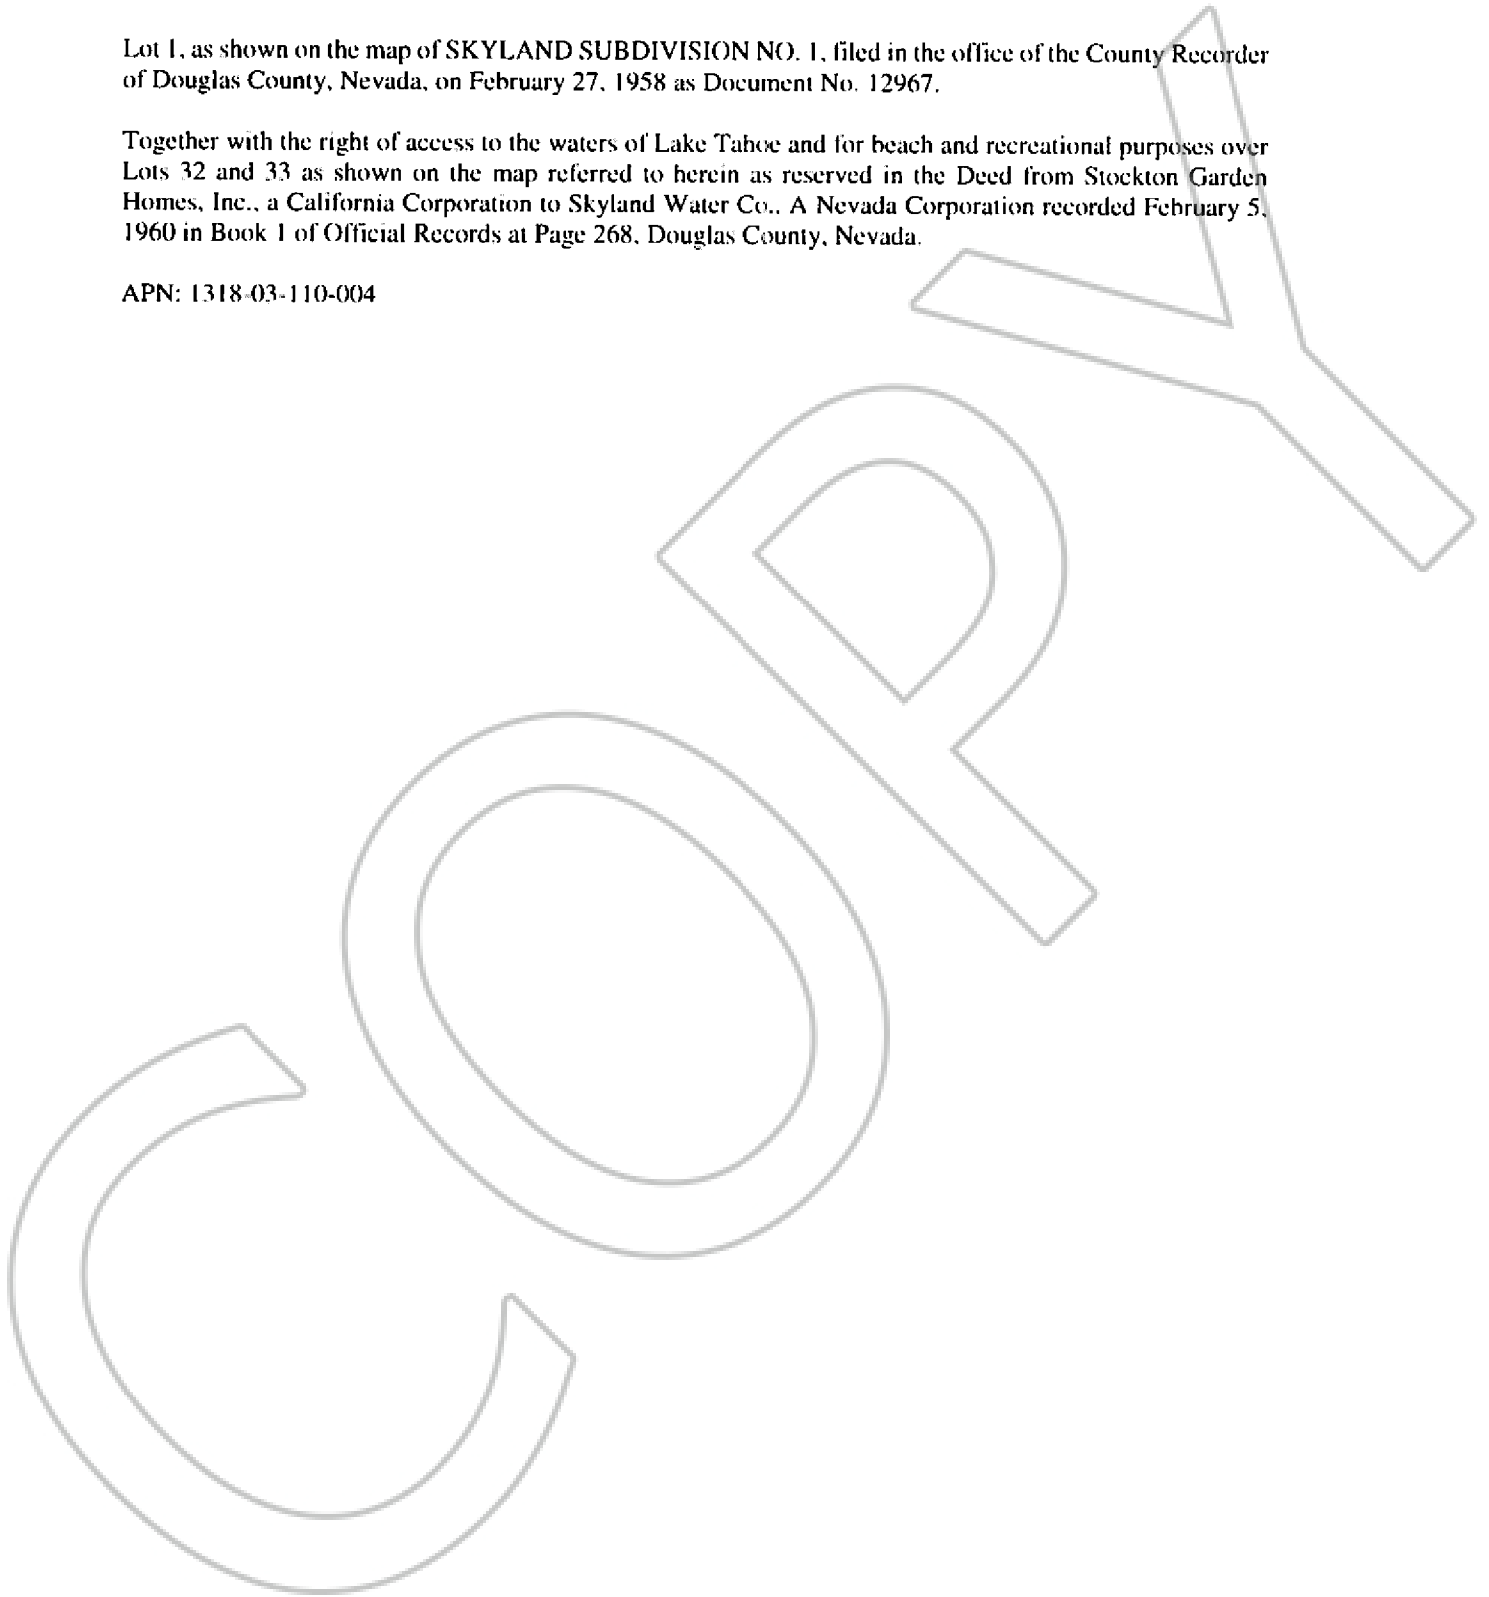 Lot 1, as shown on the map of SKYLAND SUBDIVISION NO. 1, filed in the office of the County Recorder
of Douglas County, Nevada, on February 27, 1958 as Document No. 12967.
Together with the right of access to the waters of Lake Tahoe and for beach and recreational purposes over
Lots 32 and 33 as shown on the map referred to herein as reserved in the Deed from Stockton Garden
Homes, Inc., a California Corporation to Skyland Water Co., A Nevada Corporation recorded February 5,
1960 in Book 1 of Official Records at Page 268, Douglas County, Nevada.
APN: 1318-03-110-004
COPY